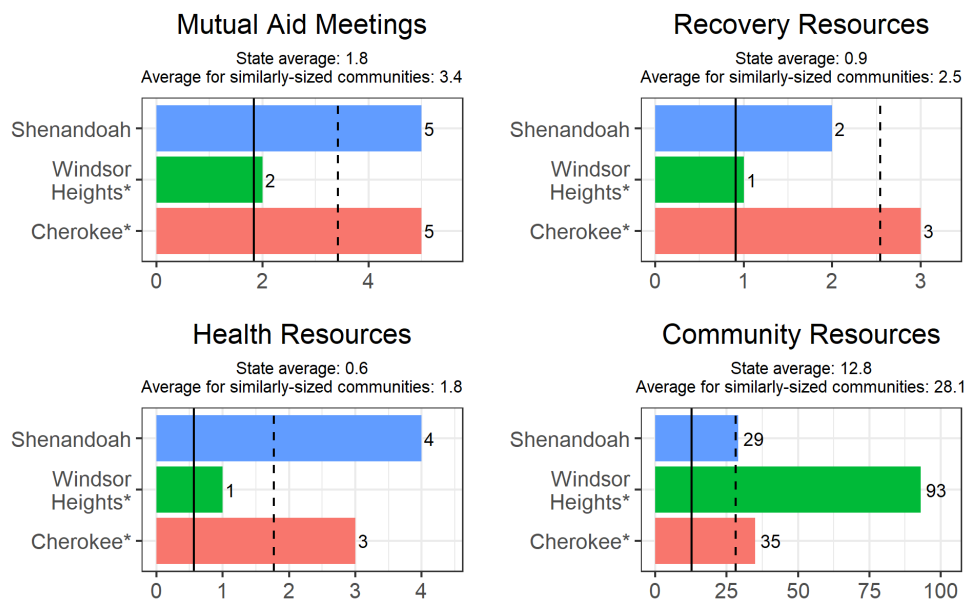 Mutual Aid Meetings
State average: 1.8
Average for similarly-sized communities: 3.4
Shenandoah
5
Windsor
Heights*
2
Cherokee*
5
0 2 4
Recovery Resources
State average: 0.9
Average for similarly-sized communities: 2.5
Shenandoah
2
Windsor
Heights*
1
Cherokee*
3
0 1 2 3
Health Resources
State average: 0.6
Average for similarly-sized communities: 1.8
Shenandoah
4
Windsor
Heights*
1
Cherokee*
3
0 1 2 3 4
Community Resources
State average: 12.8
Average for similarly-sized communities: 28.1
Shenandoah
29
Windsor
Heights*
93
Cherokee*
35
0 25 50 75 100